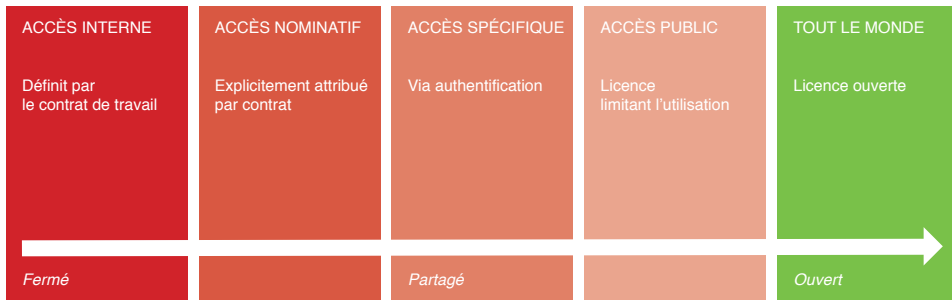 ACCÈS INTERNE
Définit par
le contrat de travail
ACCÈS NOMINATIF
Explicitement attribué
par contrat
ACCÈS SPÉCIFIQUE
Via authentification
ACCÈS PUBLIC
Licence
limitant l’utilisation
TOUT LE MONDE
Licence ouverte
Fermé
Partagé
Ouvert